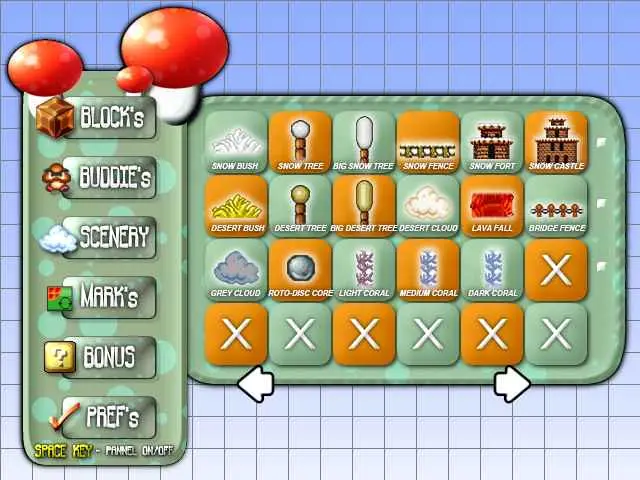 BLOCK's
BUDDIE's
SCENERY
MARK's
BONUS
PREF's
SPACE KEY - PANNEL ON/OFF
SNOW BUSH SNOW TREE BIG SNOW TREE SNOW FENCE SNOW FORT SNOW CASTLE
DESERT BUSH DESERT TREE BIG DESERT TREE DESERT CLOUD LAVA FALL BRIDGE FENCE
GREY CLOUD ROTO-DISC CORE LIGHT CORAL MEDIUM CORAL DARK CORAL X
X X X X X X
?